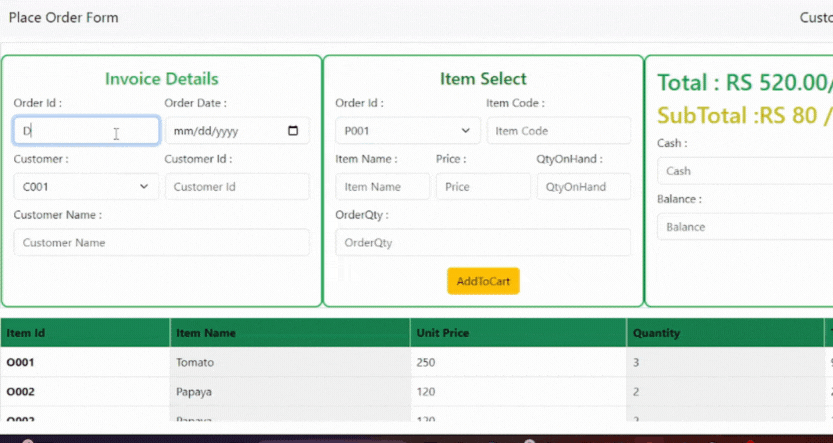 Place Order Form
Custo
Invoice Details
Order Id :
Order Date :
D
mm/dd/yyyy
Customer :
Customer Id :
C001
Customer Id
Customer Name :
Customer Name
Item Select
Order Id :
Item Code :
P001
Item Code
Item Name :
Price :
QtyOnHand :
Item Name
Price
QtyOnHand
OrderQty :
OrderQty
AddToCart
Total : RS 520.00/
SubTotal :RS 80 /
Cash :
Cash
Balance :
Balance
Item Id
Item Name
Unit Price
Quantity
O001
Tomato
250
3
O002
Papaya
120
2
O002
Papaya
120
2